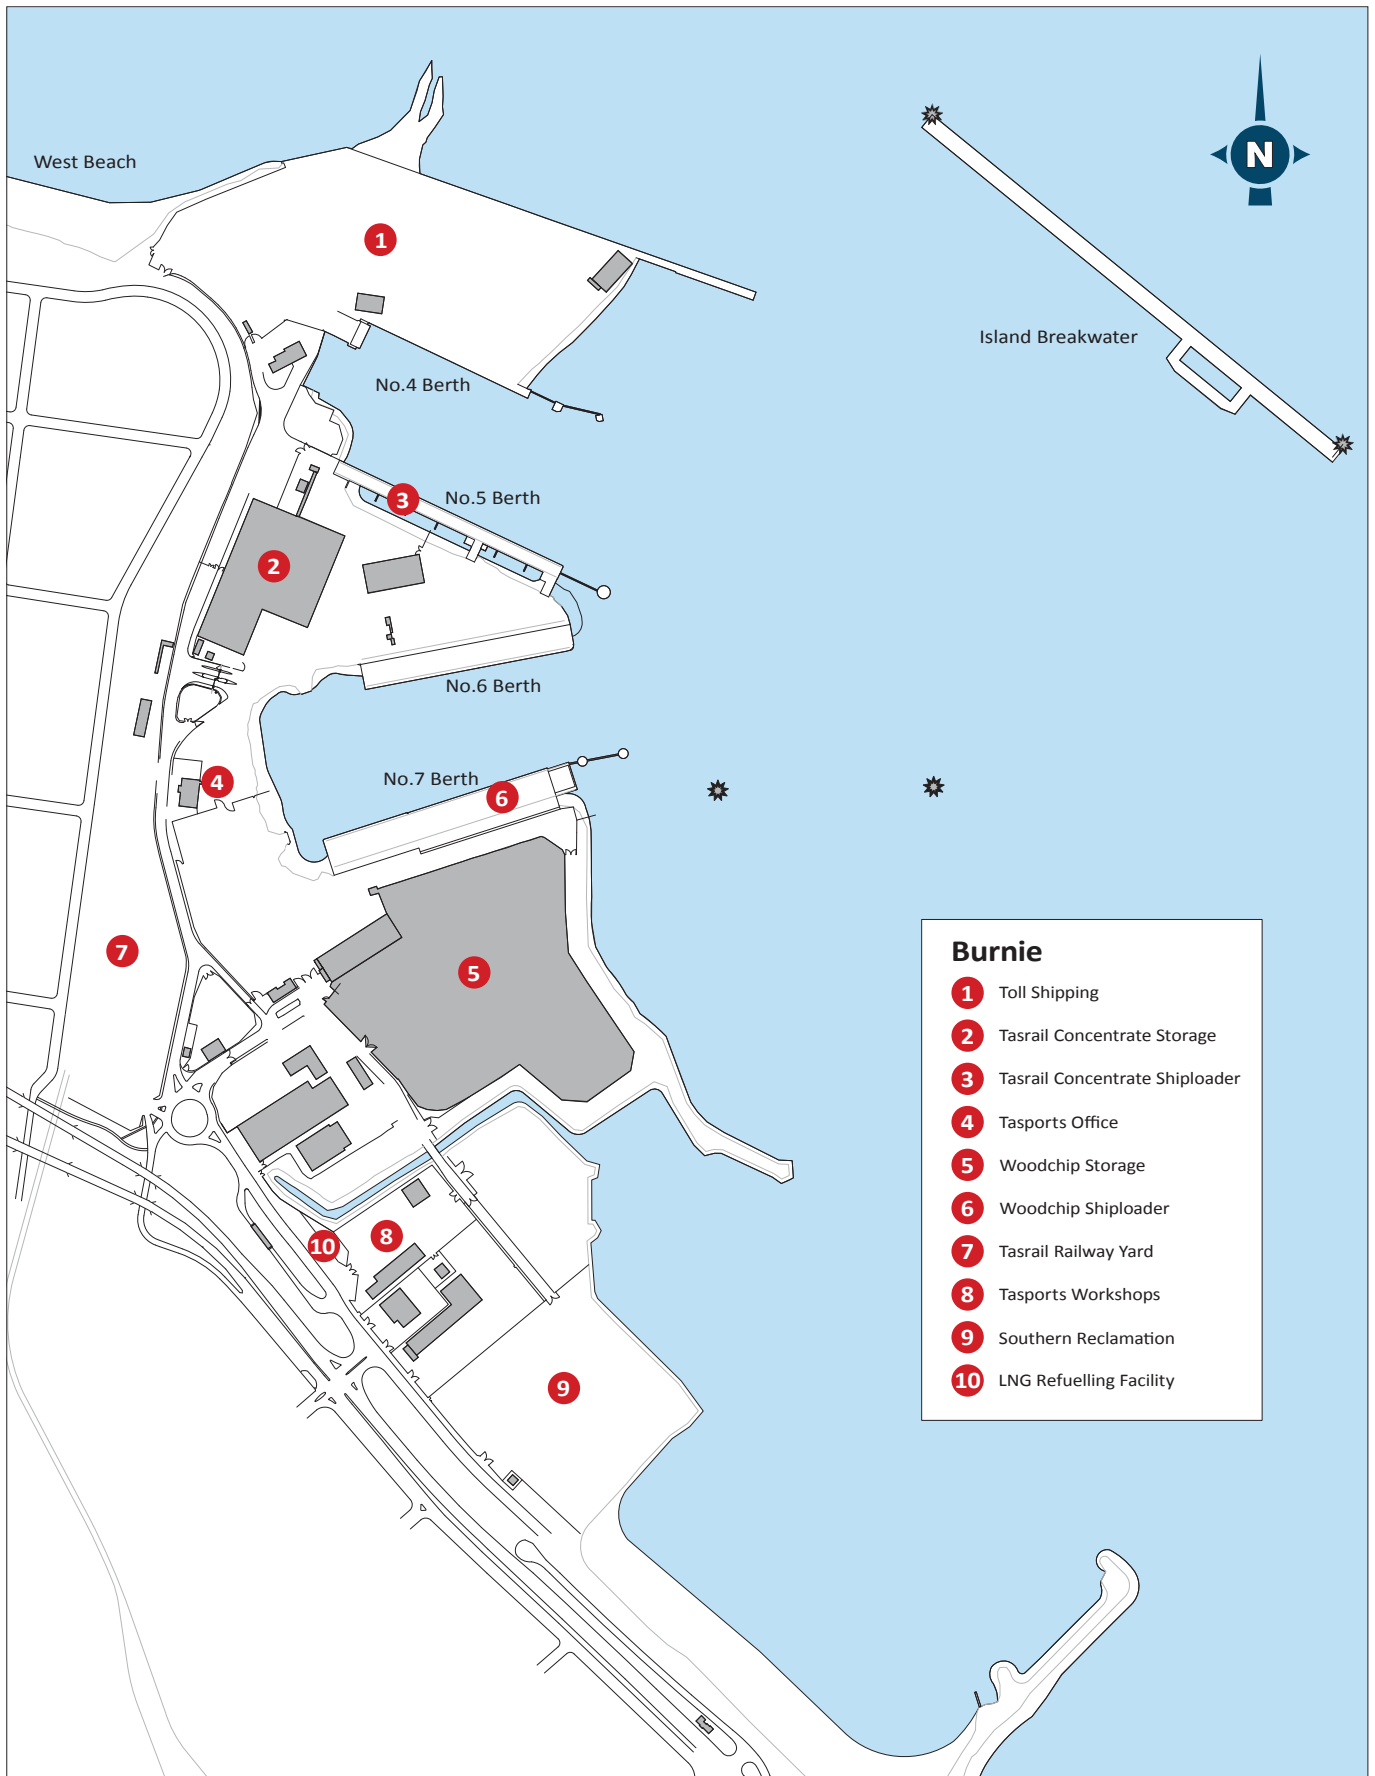 West Beach
N
1
Island Breakwater
No.4 Berth
3
No.5 Berth
2
No.6 Berth
4
No.7 Berth
6
7
5
Burnie
1 Toll Shipping
2 Tasrail Concentrate Storage
3 Tasrail Concentrate Shiploader
4 Tasports Office
5 Woodchip Storage
6 Woodchip Shiploader
7 Tasrail Railway Yard
8 Tasports Workshops
9 Southern Reclamation
10 LNG Refuelling Facility
8
10
9